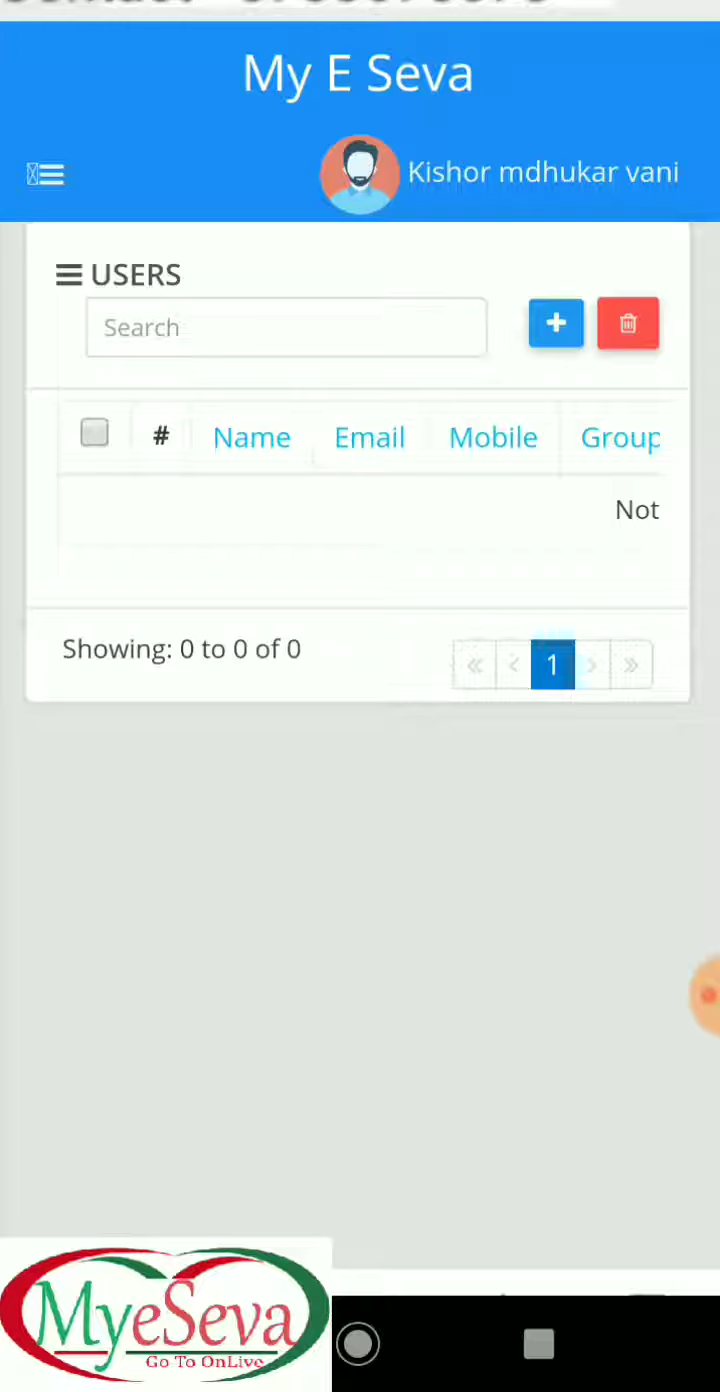 My E Seva
Kishor mdhukar vani
USERS
Search
# Name Email Mobile Group
Not
Showing: 0 to 0 of 0
« < 1 > »
MyeSeva
Go To OnLive